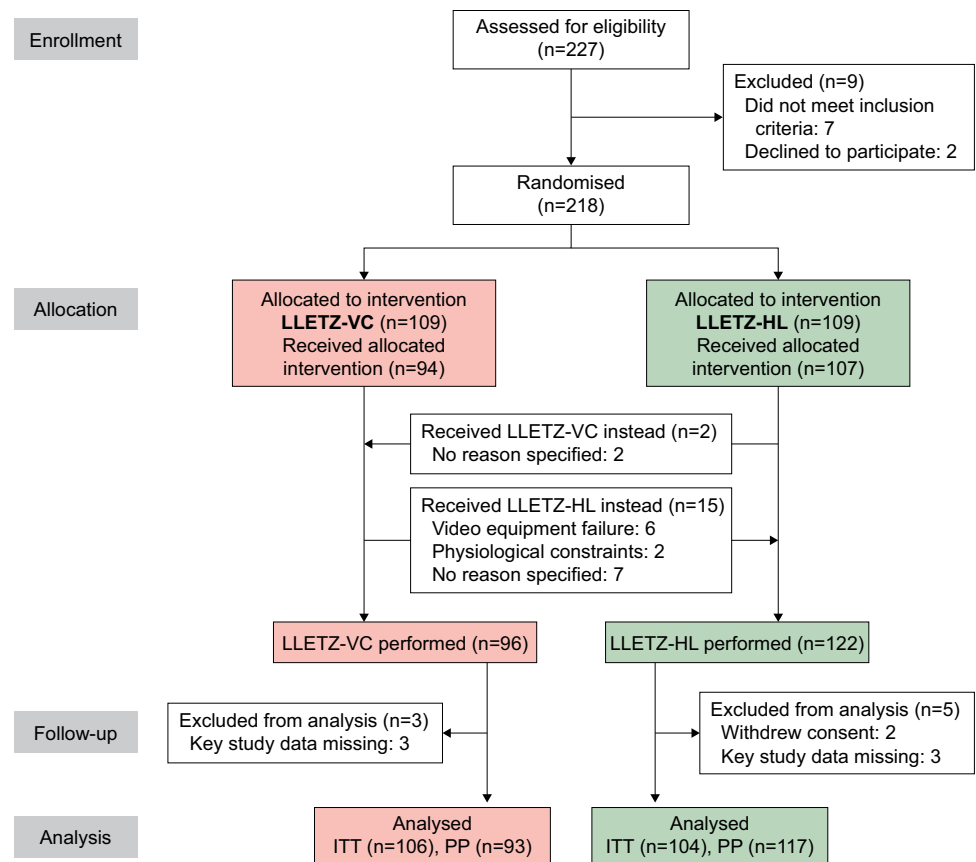 Enrollment
Assessed for eligibility
(n=227)
Excluded (n=9)
Did not meet inclusion
criteria: 7
Declined to participate: 2
Randomised
(n=218)
Allocation
Allocated to intervention
LLETZ-VC (n=109)
Received allocated
intervention (n=94)
Allocated to intervention
LLETZ-HL (n=109)
Received allocated
intervention (n=107)
Received LLETZ-VC instead (n=2)
No reason specified: 2
Received LLETZ-HL instead (n=15)
Video equipment failure: 6
Physiological constraints: 2
No reason specified: 7
LLETZ-VC performed (n=96)
LLETZ-HL performed (n=122)
Follow-up
Excluded from analysis (n=3)
Key study data missing: 3
Excluded from analysis (n=5)
Withdrew consent: 2
Key study data missing: 3
Analysis
Analysed
ITT (n=106), PP (n=93)
Analysed
ITT (n=104), PP (n=117)